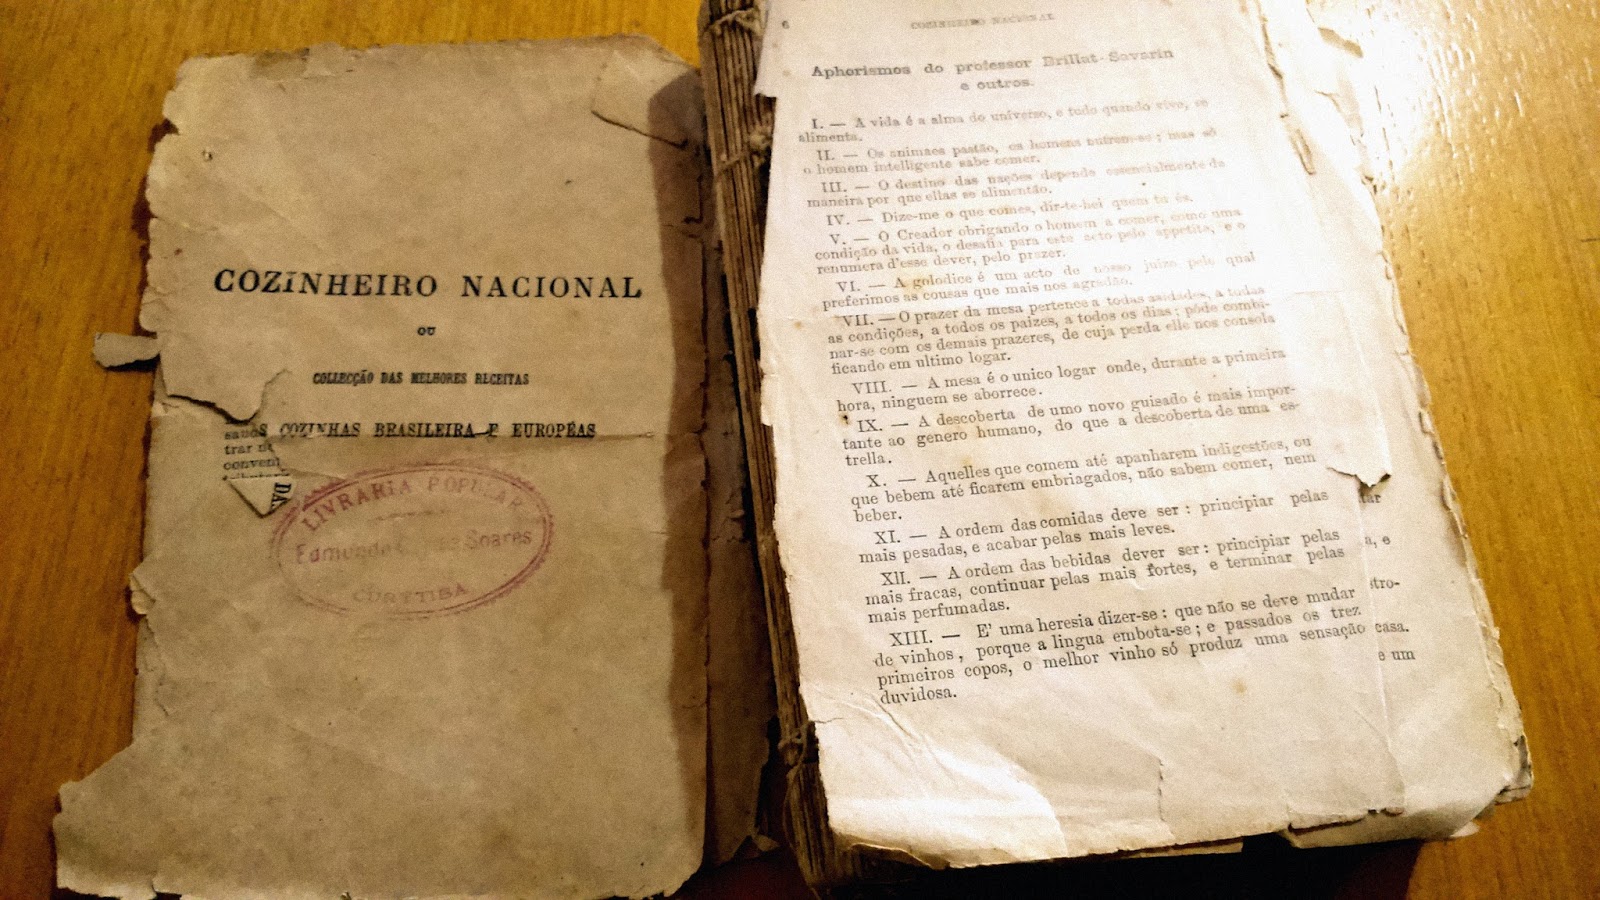 COZINHEIRO NACIONAL
OU
COLLECÇÃO DAS MELHORES RECEITAS
S COZINHAS BRASILEIRA E EUROPÉAS
trar
conven
DA
LIVRARIA POPULAR
Soares
CURITIBA
6 COZINHEIRO NACIONAL
Aphorismos do professor Brillat-Savarin
e outros.
I. — A vida é a alma do universo, e todo quando vive, se
alimenta.
II. — Os animaes pastão, os homens nutrem-se; mas só
o homem intelligente sabe comer.
III. — O destino das nações depende essencialmente da
maneira por que ellas se alimentão.
IV. — Dize-me o que comes, dir-te-hei quem tu és.
V. — O Creador obrigando o homem a comer, como uma
condição da vida, o desafia para este acto pelo appetite, e o
renumera d'esse dever, pelo prazer.
VI. — A golodice é um acto de nosso juizo pelo qual
preferimos as cousas que mais nos agradão.
VII. — O prazer da mesa pertence a todas as idades, a todas
as condições, a todos os paizes, a todos os dias; póde combi-
nar-se com os demais prazeres, de cuja perda elle nos consola
ficando em ultimo logar.
VIII. — A mesa é o unico logar onde, durante a primeira
hora, ninguem se aborrece.
IX. — A descoberta de umo novo guisado é mais impor-
tante ao genero humano, do que a descoberta de uma es-
trella.
X. — Aquelles que comem até apanharem indigestões, ou
que bebem até ficarem embriagados, não sabem comer, nem
beber.
XI. — A ordem das comidas deve ser: principiar pelas
mais pesadas, e acabar pelas mais leves.
XII. — A ordem das bebidas dever ser: principiar pelas
mais fracas, continuar pelas mais fortes, e terminar pelas
mais perfumadas.
XIII. — E' uma heresia dizer-se: que não se deve mudar
de vinhos, porque a lingua embota-se; e passados os trez
primeiros copos, o melhor vinho só produz uma sensação
duvidosa.
tar
a, e
stro-
casa.
e um